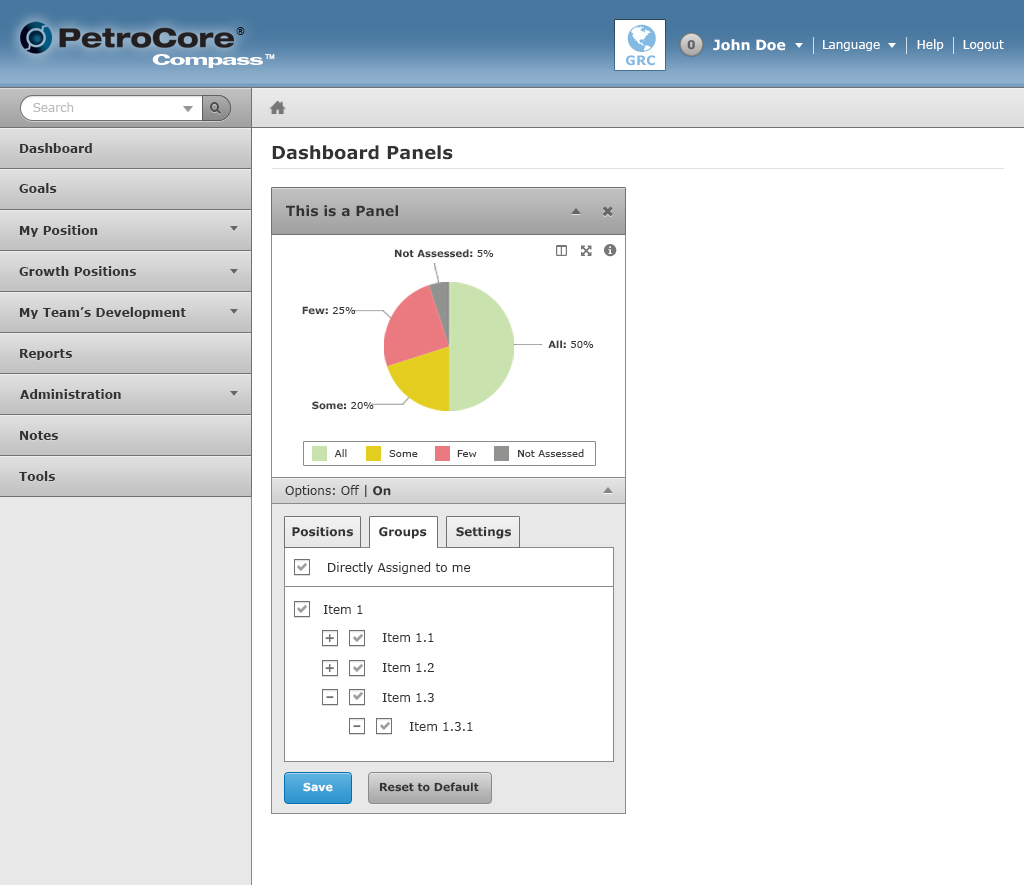 PetroCore®
Compass™
GRC
0 John Doe Language Help Logout
Search
Dashboard
Goals
My Position
Growth Positions
My Team’s Development
Reports
Administration
Notes
Tools
Dashboard Panels
This is a Panel
Not Assessed: 5%
Few: 25%
All: 50%
Some: 20%
All Some Few Not Assessed
Options: Off | On
Positions Groups Settings
Directly Assigned to me
Item 1
Item 1.1
Item 1.2
Item 1.3
Item 1.3.1
Save Reset to Default